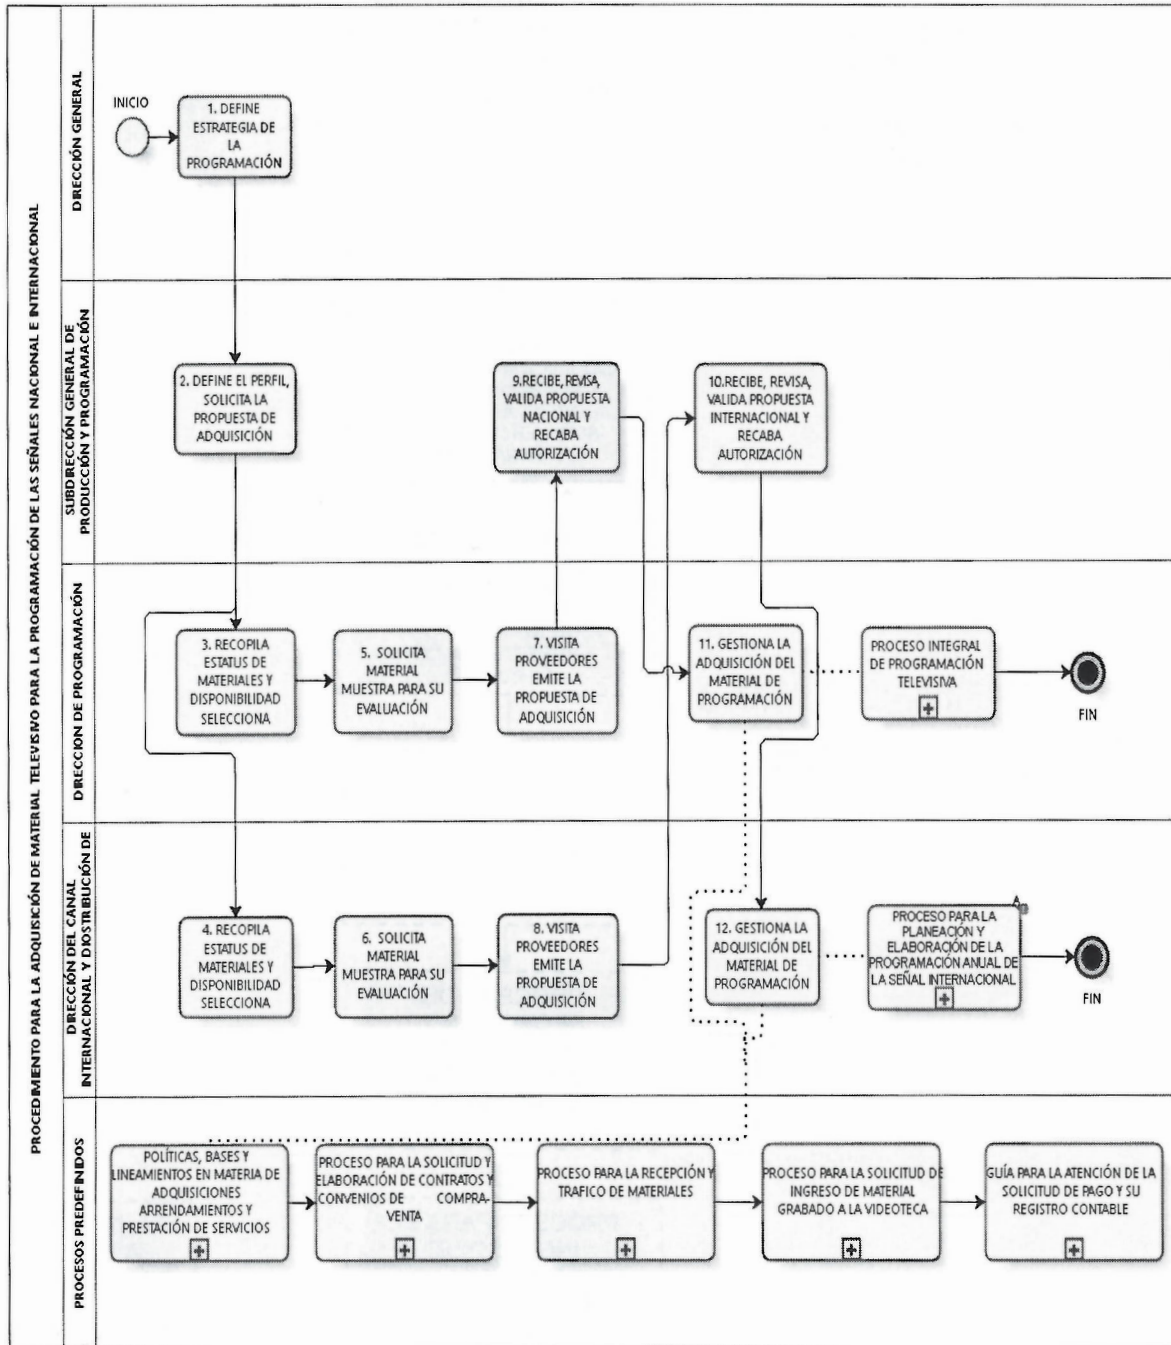 PROCEDIMIENTO PARA LA ADQUISICIÓN DE MATERIAL TELEVISIVO PARA LA PROGRAMACIÓN DE LAS SEÑALES NACIONAL E INTERNACIONAL
DIRECCIÓN GENERAL
INICIO
1. DEFINE
ESTRATEGIA DE
LA
PROGRAMACIÓN
SUBDIRECCIÓN GENERAL DE
PRODUCCIÓN Y PROGRAMACIÓN
2. DEFINE EL PERFIL,
SOLICITA LA
PROPUESTA DE
ADQUISICIÓN
9.RECIBE, REVISA,
VALIDA PROPUESTA
NACIONAL Y
RECABA
AUTORIZACIÓN
10.RECIBE, REVISA,
VALIDA PROPUESTA
INTERNACIONAL Y
RECABA
AUTORIZACIÓN
DIRECCION DE PROGRAMACIÓN
3. RECOPILA
ESTATUS DE
MATERIALES Y
DISPONIBILIDAD
SELECCIONA
5. SOLICITA
MATERIAL
MUESTRA PARA SU
EVALUACIÓN
7. VISITA
PROVEEDORES
EMITE LA
PROPUESTA DE
ADQUISICIÓN
11. GESTIONA LA
ADQUISICIÓN DEL
MATERIAL DE
PROGRAMACIÓN
PROCESO INTEGRAL
DE PROGRAMACIÓN
TELEVISIVA
FIN
DIRECCIÓN DEL CANAL
INTERNACIONAL Y DISTRIBUCIÓN DE
4. RECOPILA
ESTATUS DE
MATERIALES Y
DISPONIBILIDAD
SELECCIONA
6. SOLICITA
MATERIAL
MUESTRA PARA SU
EVALUACIÓN
8. VISITA
PROVEEDORES
EMITE LA
PROPUESTA DE
ADQUISICIÓN
12. GESTIONA LA
ADQUISICIÓN DEL
MATERIAL DE
PROGRAMACIÓN
PROCESO PARA LA
PLANEACIÓN Y
ELABORACIÓN DE LA
PROGRAMACIÓN ANUAL DE
LA SEÑAL INTERNACIONAL
FIN
PROCESOS PREDEFINIDOS
POLÍTICAS, BASES Y
LINEAMIENTOS EN MATERIA DE
ADQUISICIONES
ARRENDAMIENTOS Y
PRESTACIÓN DE SERVICIOS
PROCESO PARA LA SOLICITUD Y
ELABORACIÓN DE CONTRATOS Y
CONVENIOS DE COMPRA-
VENTA
PROCESO PARA LA RECEPCIÓN Y
TRAFICO DE MATERIALES
PROCESO PARA LA SOLICITUD DE
INGRESO DE MATERIAL
GRABADO A LA VIDEOTECA
GUÍA PARA LA ATENCIÓN DE LA
SOLICITUD DE PAGO Y SU
REGISTRO CONTABLE